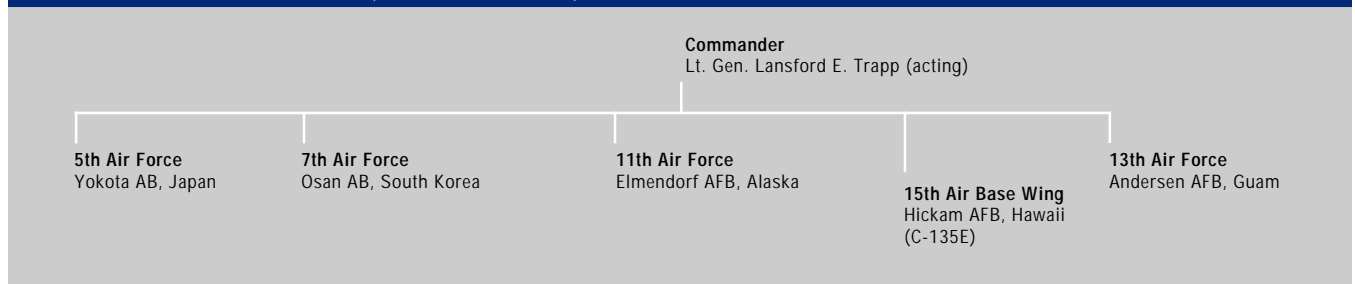 Commander
Lt. Gen. Lansford E. Trapp (acting)
5th Air Force
Yokota AB, Japan
7th Air Force
Osan AB, South Korea
11th Air Force
Elmendorf AFB, Alaska
15th Air Base Wing
Hickam AFB, Hawaii
(C-135E)
13th Air Force
Andersen AFB, Guam